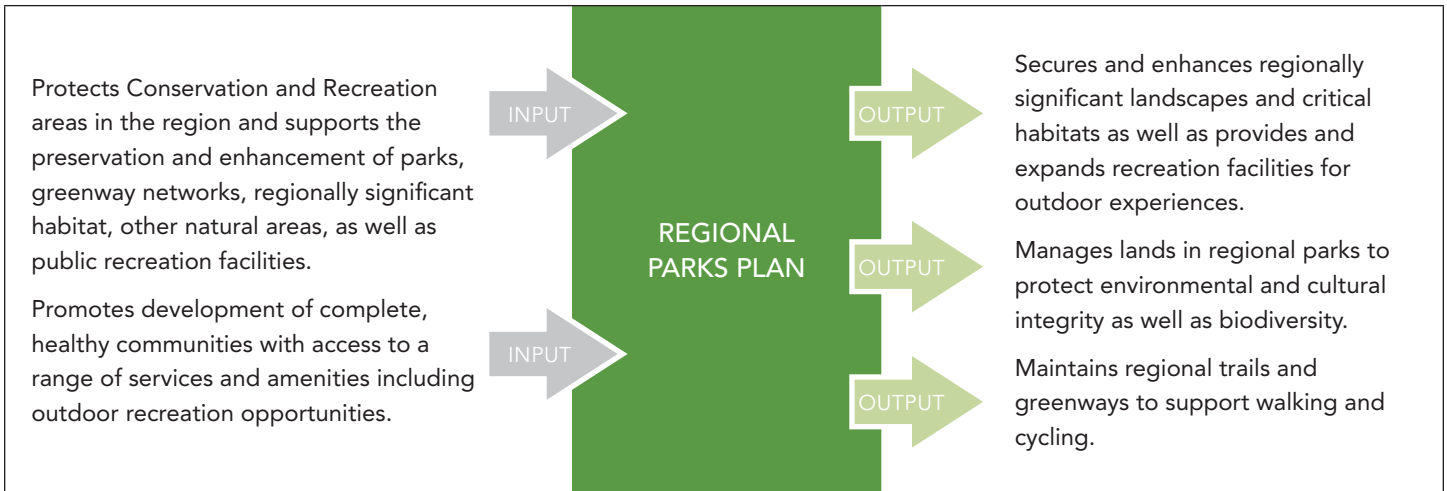 Protects Conservation and Recreation
areas in the region and supports the
preservation and enhancement of parks,
greenway networks, regionally significant
habitat, other natural areas, as well as
public recreation facilities.
Promotes development of complete,
healthy communities with access to a
range of services and amenities including
outdoor recreation opportunities.
INPUT
INPUT
REGIONAL
PARKS PLAN
OUTPUT
OUTPUT
OUTPUT
Secures and enhances regionally
significant landscapes and critical
habitats as well as provides and
expands recreation facilities for
outdoor experiences.
Manages lands in regional parks to
protect environmental and cultural
integrity as well as biodiversity.
Maintains regional trails and
greenways to support walking and
cycling.